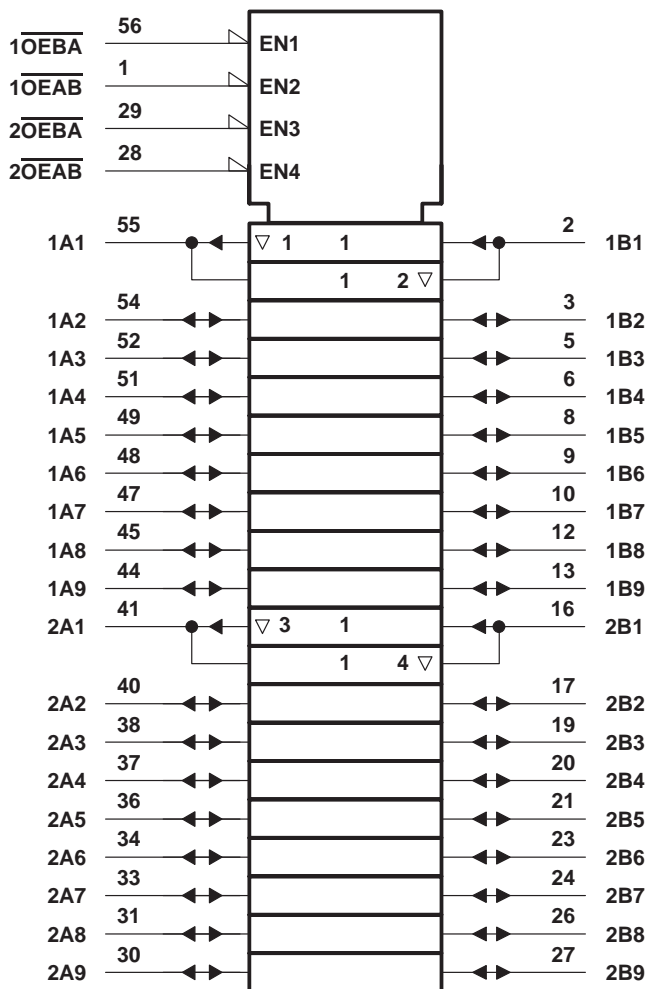 1OEBA 56 EN1
1OEAB 1 EN2
2OEBA 29 EN3
2OEAB 28 EN4
1A1 55 ▽ 1 1 2 1B1
1 2 ▽
1A2 54 3 1B2
1A3 52 5 1B3
1A4 51 6 1B4
1A5 49 8 1B5
1A6 48 9 1B6
1A7 47 10 1B7
1A8 45 12 1B8
1A9 44 13 1B9
2A1 41 ▽ 3 1 16 2B1
1 4 ▽
2A2 40 17 2B2
2A3 38 19 2B3
2A4 37 20 2B4
2A5 36 21 2B5
2A6 34 23 2B6
2A7 33 24 2B7
2A8 31 26 2B8
2A9 30 27 2B9